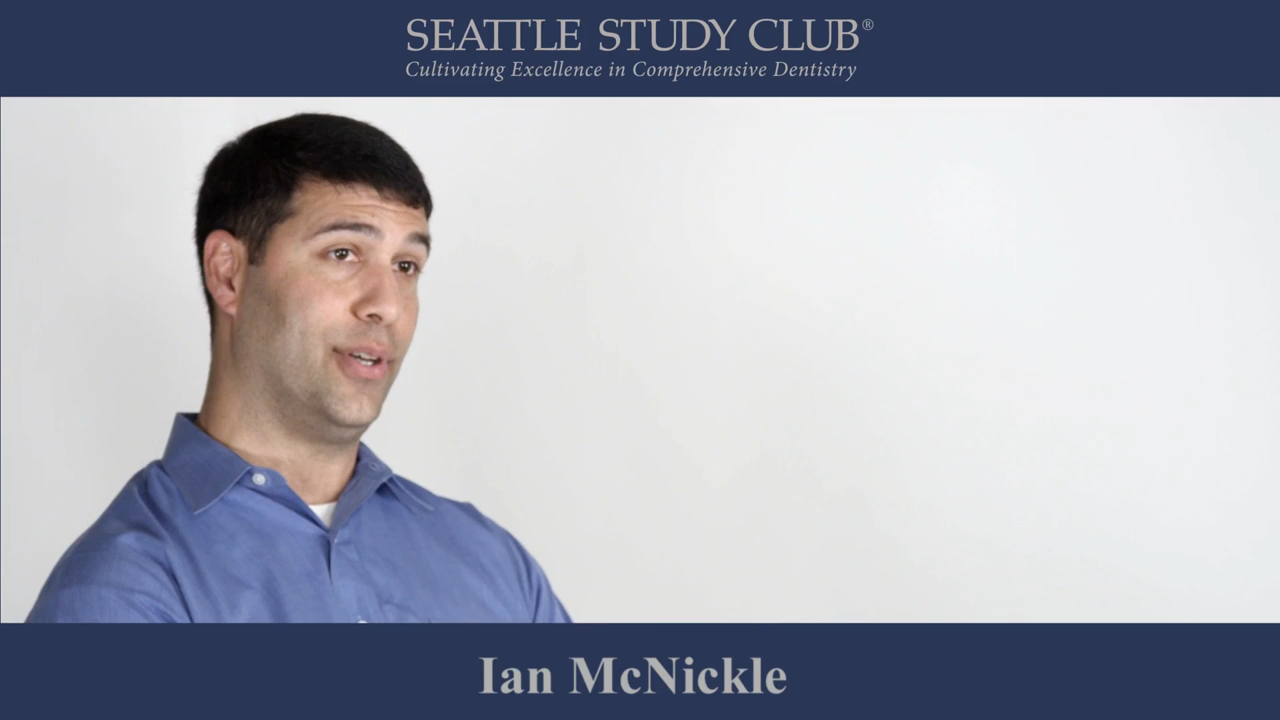 SEATTLE STUDY CLUB®
Cultivating Excellence in Comprehensive Dentistry
Ian McNickle